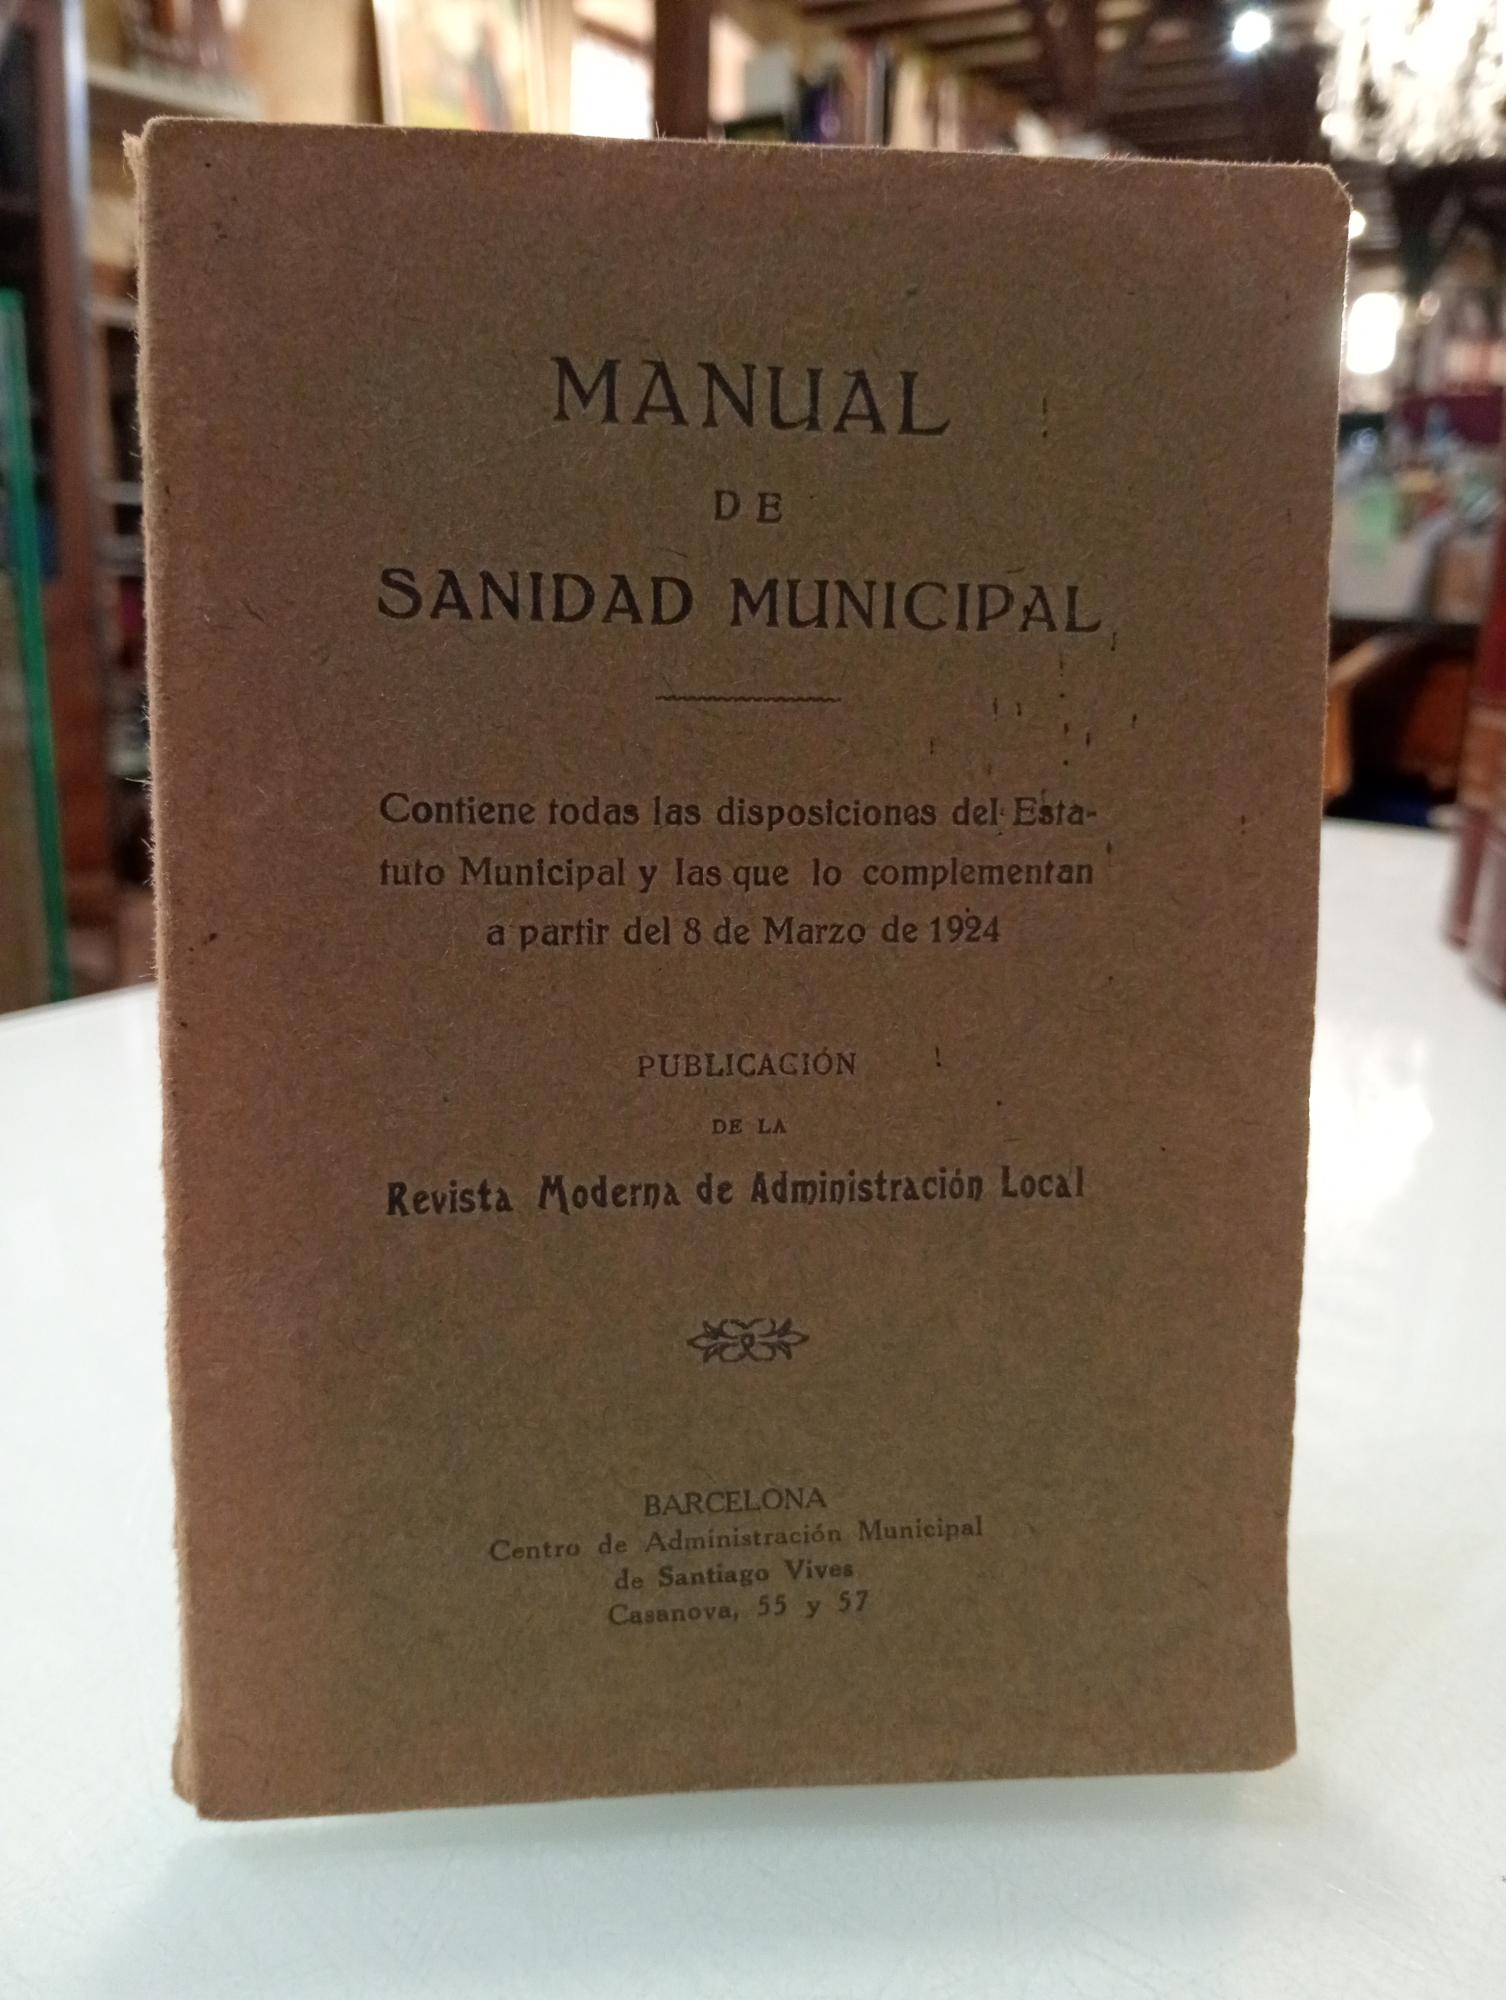 MANUAL
DE
SANIDAD MUNICIPAL
Contiene todas las disposiciones del Esta-
tuto Municipal y las que lo complementan
a partir del 8 de Marzo de 1924
PUBLICACIÓN
DE LA
Revista Moderna de Administración Local
BARCELONA
Centro de Administración Municipal
de Santiago Vives
Casanova, 55 y 57